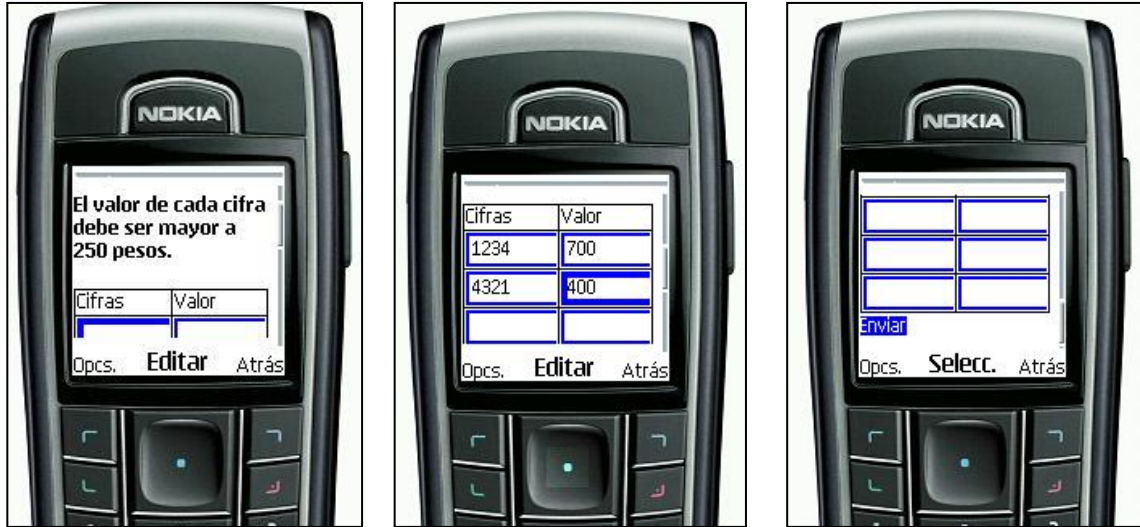 NOKIA
El valor de cada cifra
debe ser mayor a
250 pesos.
Cifras Valor
Opcs. Editar Atrás
NOKIA
Cifras Valor
1234 700
4321 400
Opcs. Editar Atrás
NOKIA
Enviar
Opcs. Selecc. Atrás